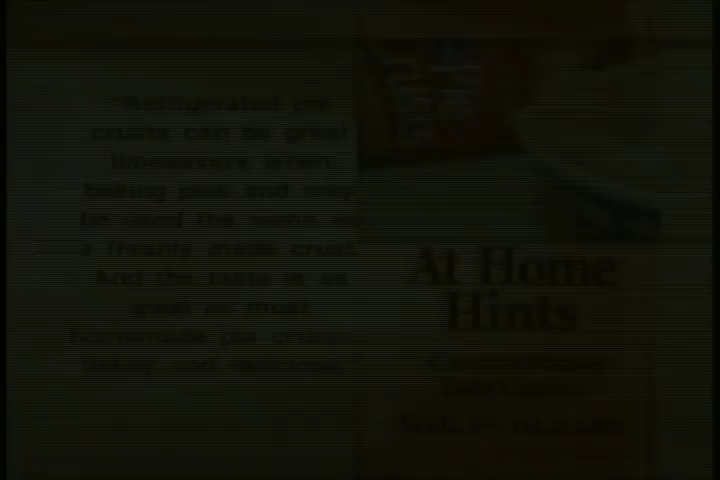 "Refrigerated pie
crusts can be great
timesavers when
baking pies and may
be used the same as
a freshly made crust.
And the taste is as
good as most
homemade pie crusts:
flaky and delicious."
At Home
Hints